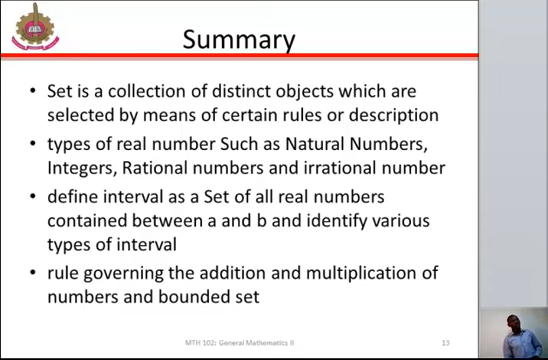 Summary
• Set is a collection of distinct objects which are
selected by means of certain rules or description
• types of real number Such as Natural Numbers,
Integers, Rational numbers and irrational number
• define interval as a Set of all real numbers
contained between a and b and identify various
types of interval
• rule governing the addition and multiplication of
numbers and bounded set
MTH 102: General Mathematics II
13